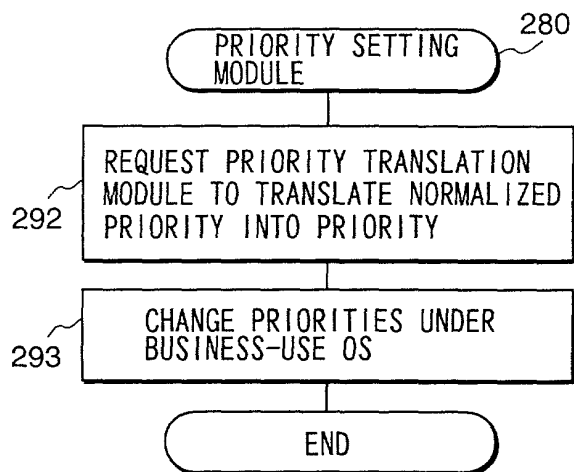 PRIORITY SETTING
MODULE
280
REQUEST PRIORITY TRANSLATION
MODULE TO TRANSLATE NORMALIZED
PRIORITY INTO PRIORITY
292
CHANGE PRIORITIES UNDER
BUSINESS-USE OS
293
END